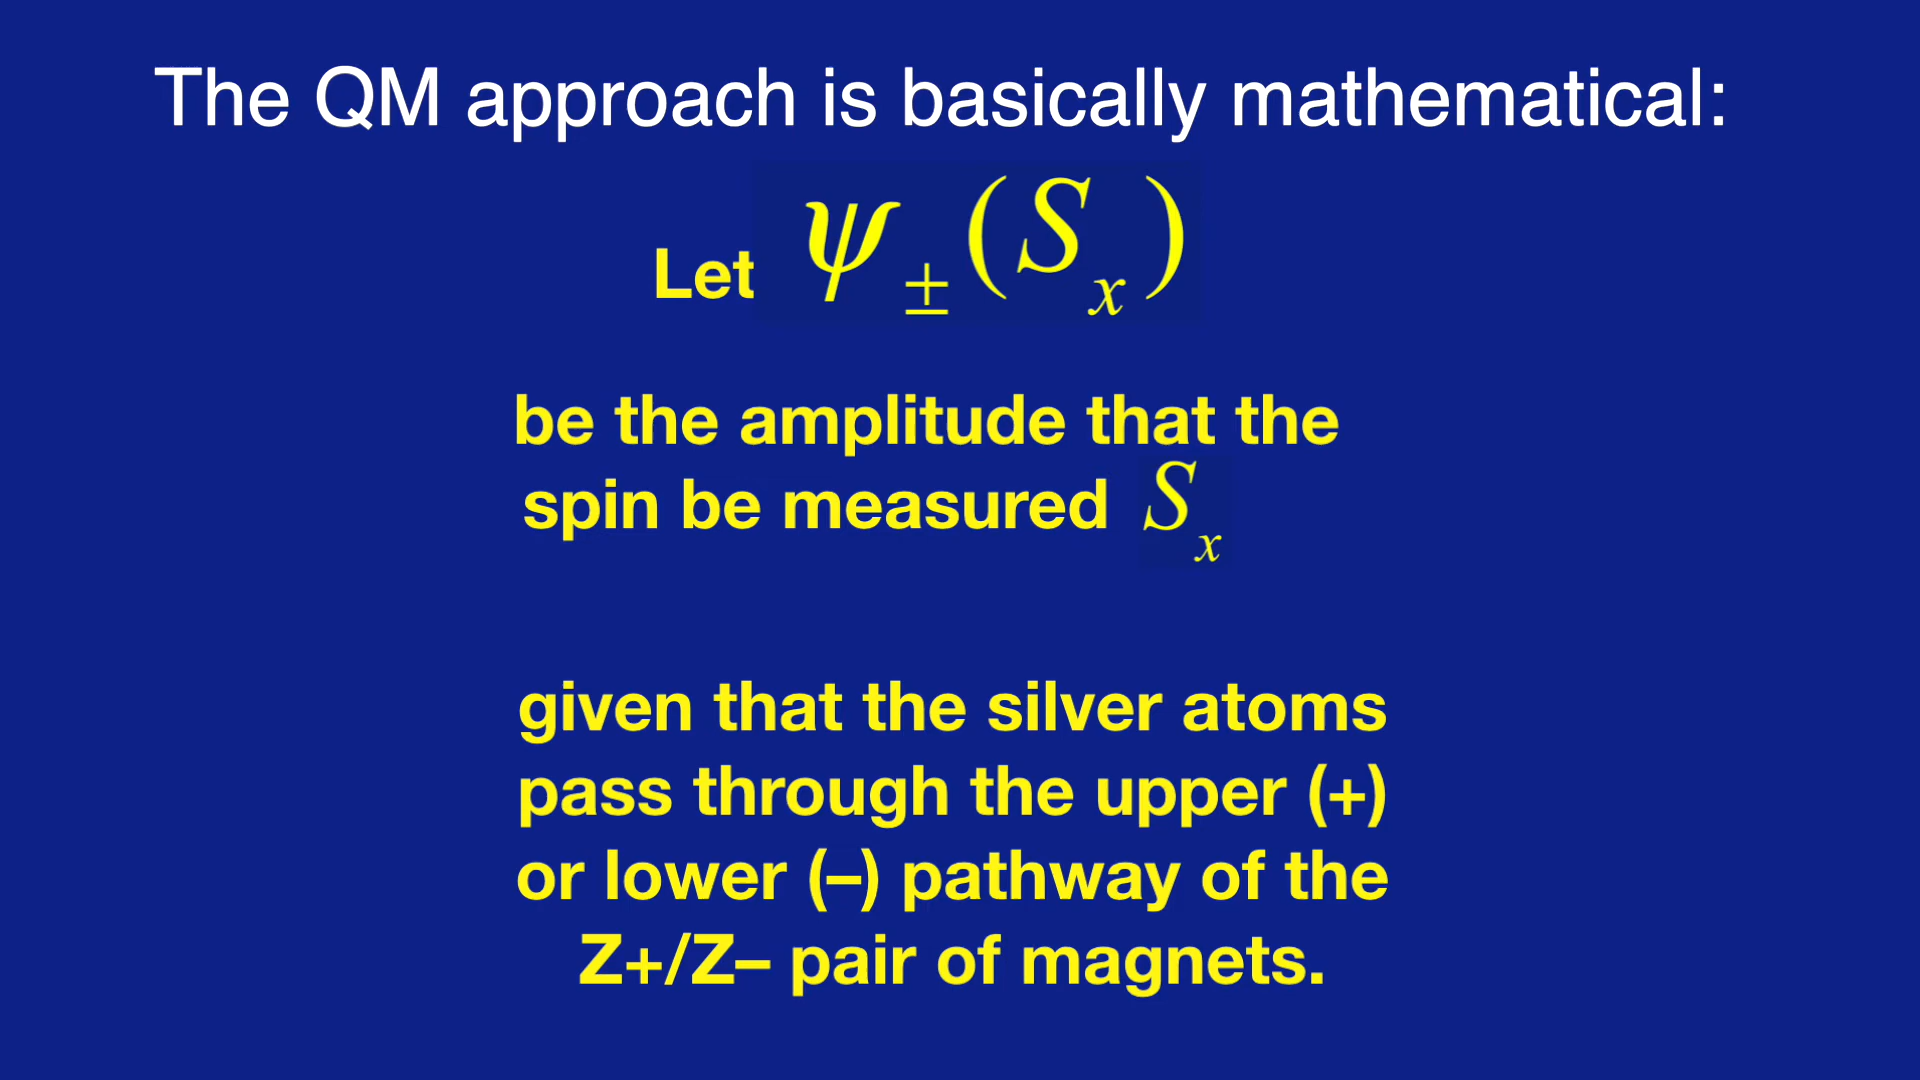 The QM approach is basically mathematical:
Let ψ±(Sx)
be the amplitude that the
spin be measured Sx
given that the silver atoms
pass through the upper (+)
or lower (–) pathway of the
Z+/Z– pair of magnets.